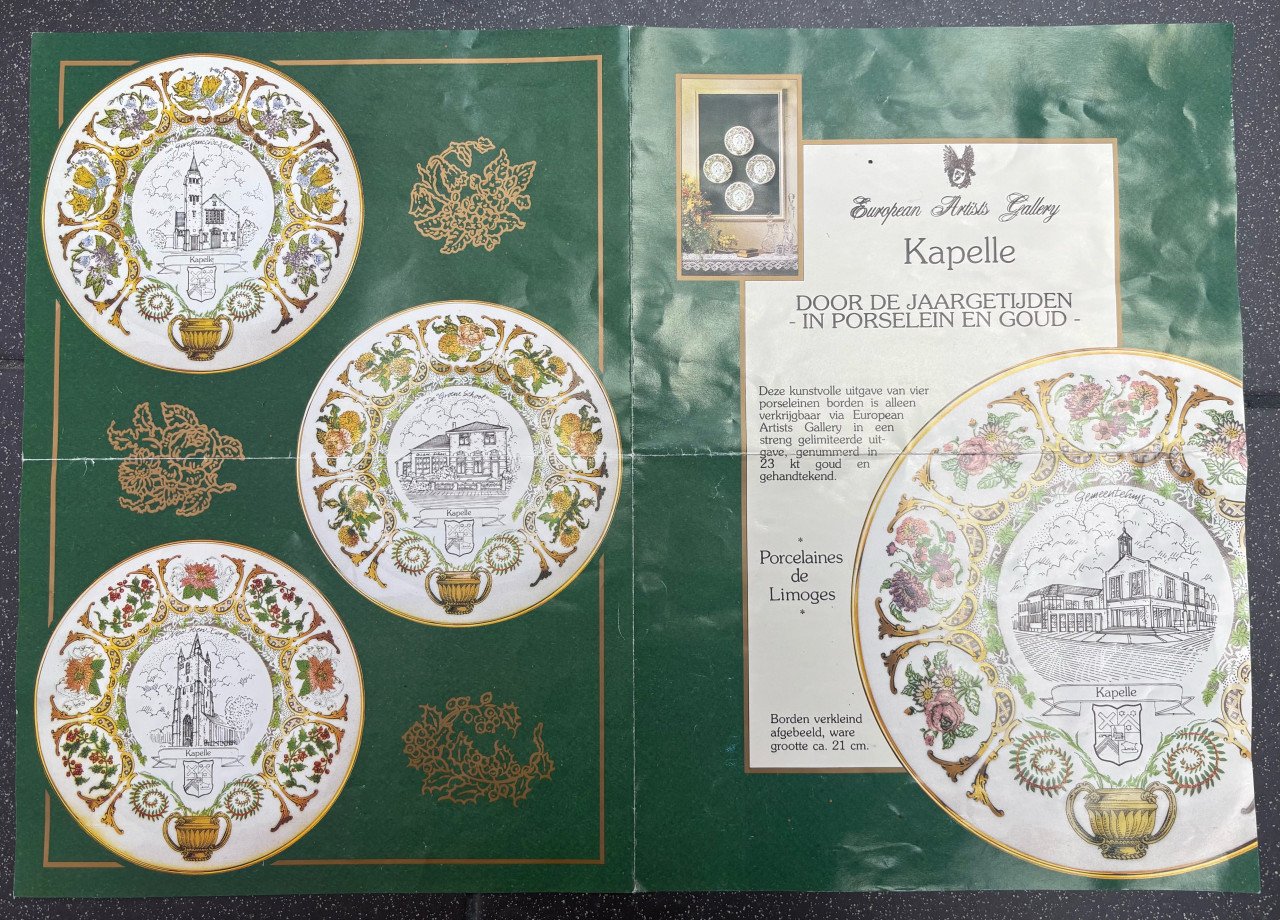 Kapelle
De Groene School
Kapelle
Kapelle
European Artists Gallery
Kapelle
DOOR DE JAARGETIJDEN
- IN PORSELEIN EN GOUD -
Deze kunstvolle uitgave van vier
porseleinen borden is alleen
verkrijgbaar via European
Artists Gallery in een
streng gelimiteerde uit-
gave, genummerd in
23 kt goud en
gehandtekend.
*
Porcelaines
de
Limoges
*
Borden verkleind
afgebeeld, ware
grootte ca. 21 cm.
Gemeentehuis
Kapelle